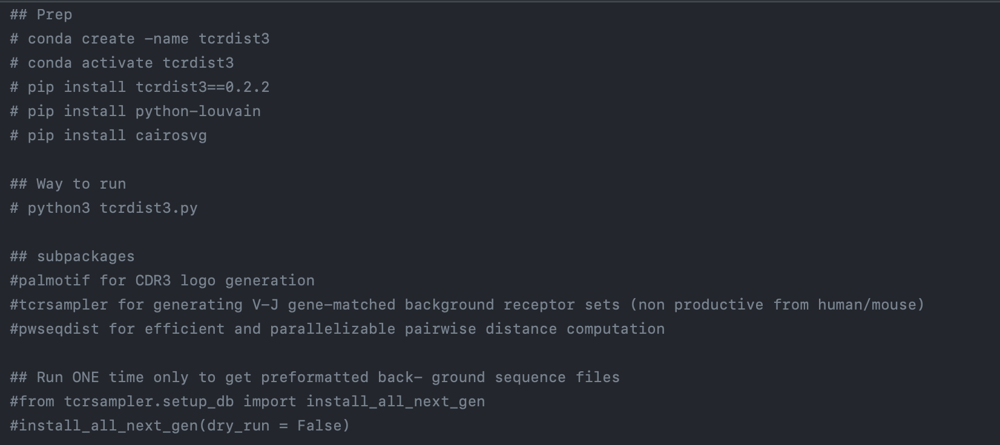 ## Prep
# conda create –name tcrdist3
# conda activate tcrdist3
# pip install tcrdist3==0.2.2
# pip install python-louvain
# pip install cairosvg
## Way to run
# python3 tcrdist3.py
## subpackages
#palmotif for CDR3 logo generation
#tcrsampler for generating V–J gene-matched background receptor sets (non productive from human/mouse)
#pwseqdist for efficient and parallelizable pairwise distance computation
## Run ONE time only to get preformatted back- ground sequence files
#from tcrsampler.setup_db import install_all_next_gen
#install_all_next_gen(dry_run = False)